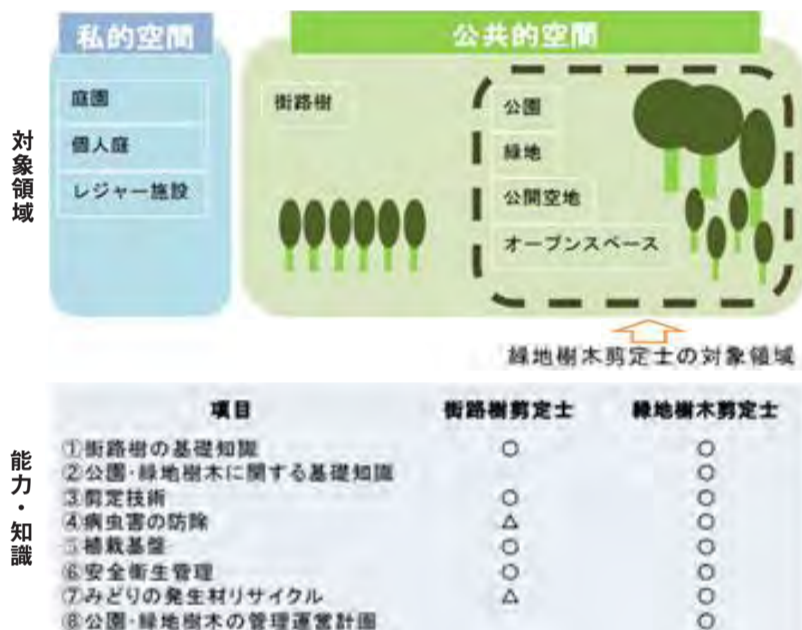 私的空間
公共的空間
対象領域
庭園
個人庭
レジャー施設
街路樹
公園
緑地
公開空地
オープンスペース
緑地樹木剪定士の対象領域
能力・知識
項目 街路樹剪定士 緑地樹木剪定士
①街路樹の基礎知識 ○ ○
②公園・緑地樹木に関する基礎知識 ○
③剪定技術 ○ ○
④病虫害の防除 △ ○
⑤植栽基盤 ○ ○
⑥安全衛生管理 ○ ○
⑦みどりの発生材リサイクル △ ○
⑧公園・緑地樹木の管理運営計画 ○